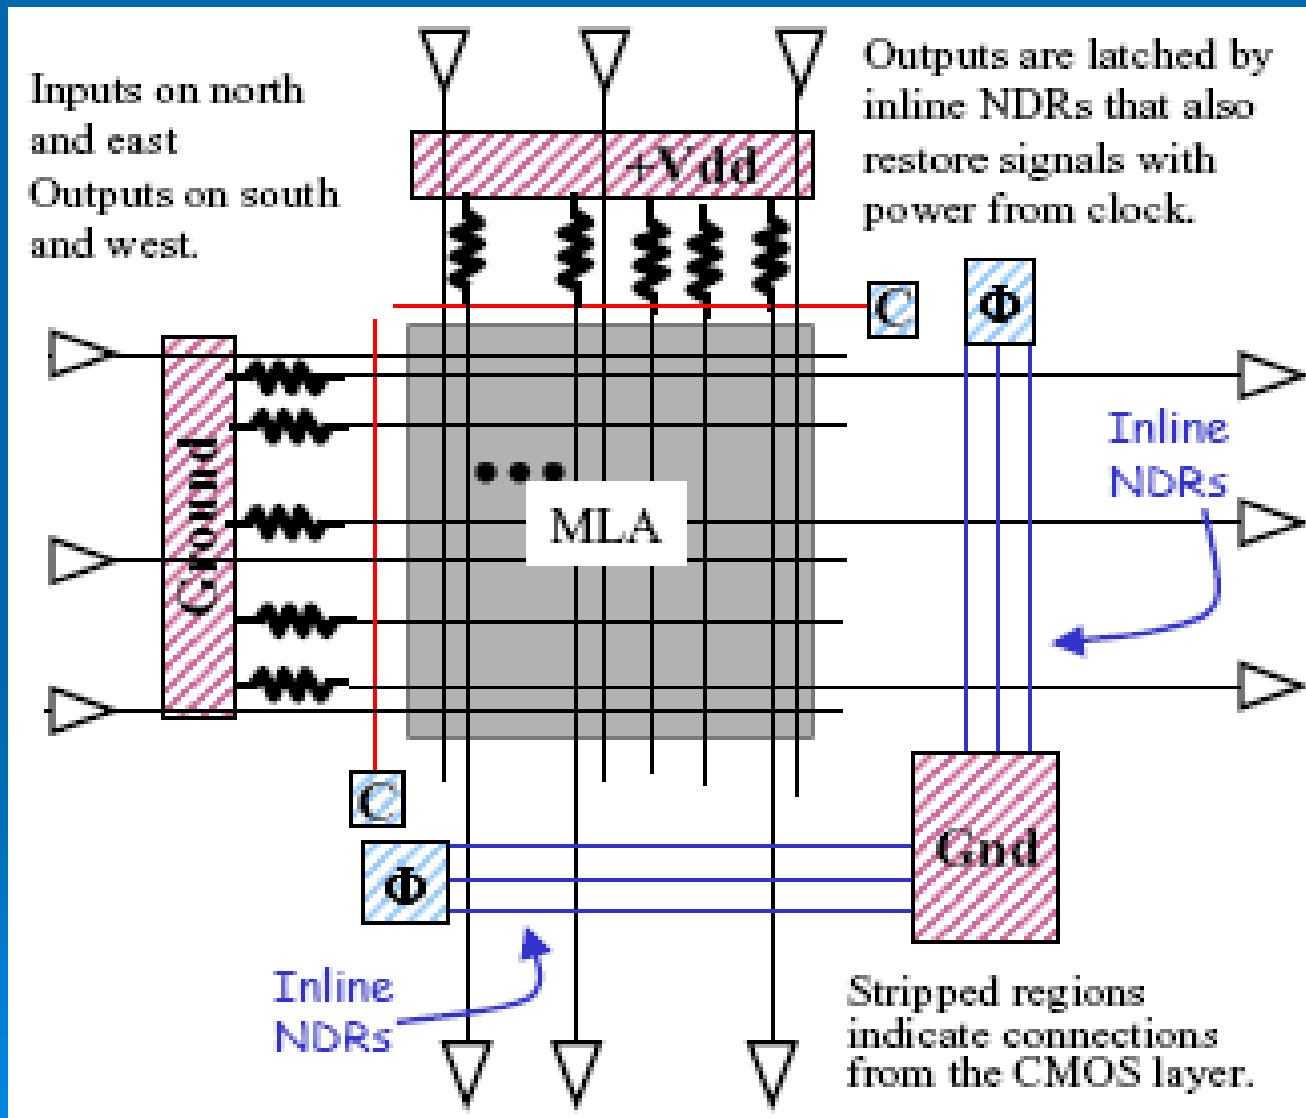 Inputs on north
and east
Outputs on south
and west.
Outputs are latched by
inline NDRs that also
restore signals with
power from clock.
+Vdd
C
Φ
Ground
MLA
Inline
NDRs
C
Φ
Gnd
Inline
NDRs
Stripped regions
indicate connections
from the CMOS layer.